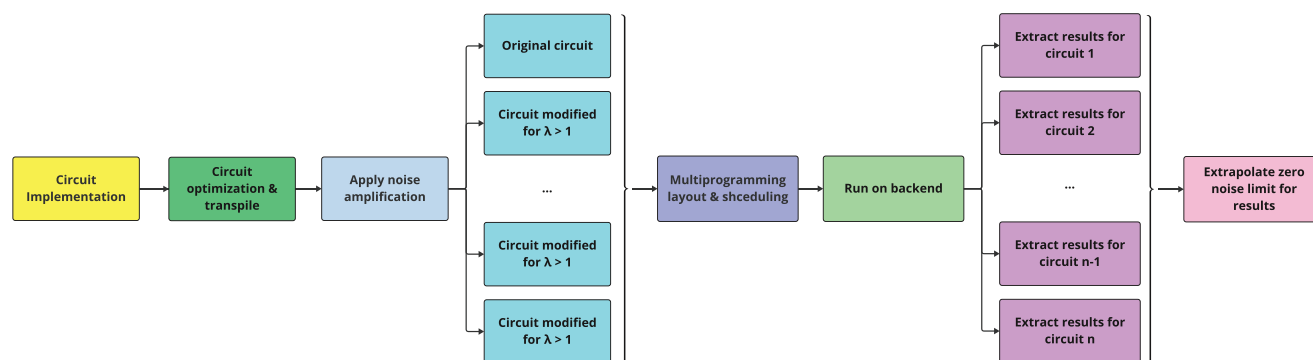 Circuit
Implementation
Circuit
optimization &
transpile
Apply noise
amplification
Original circuit
Circuit modified
for λ > 1
...
Circuit modified
for λ > 1
Circuit modified
for λ > 1
Multiprogramming
layout & shceduling
Run on backend
Extract results for
circuit 1
Extract results for
circuit 2
...
Extract results for
circuit n-1
Extract results for
circuit n
Extrapolate zero
noise limit for
results